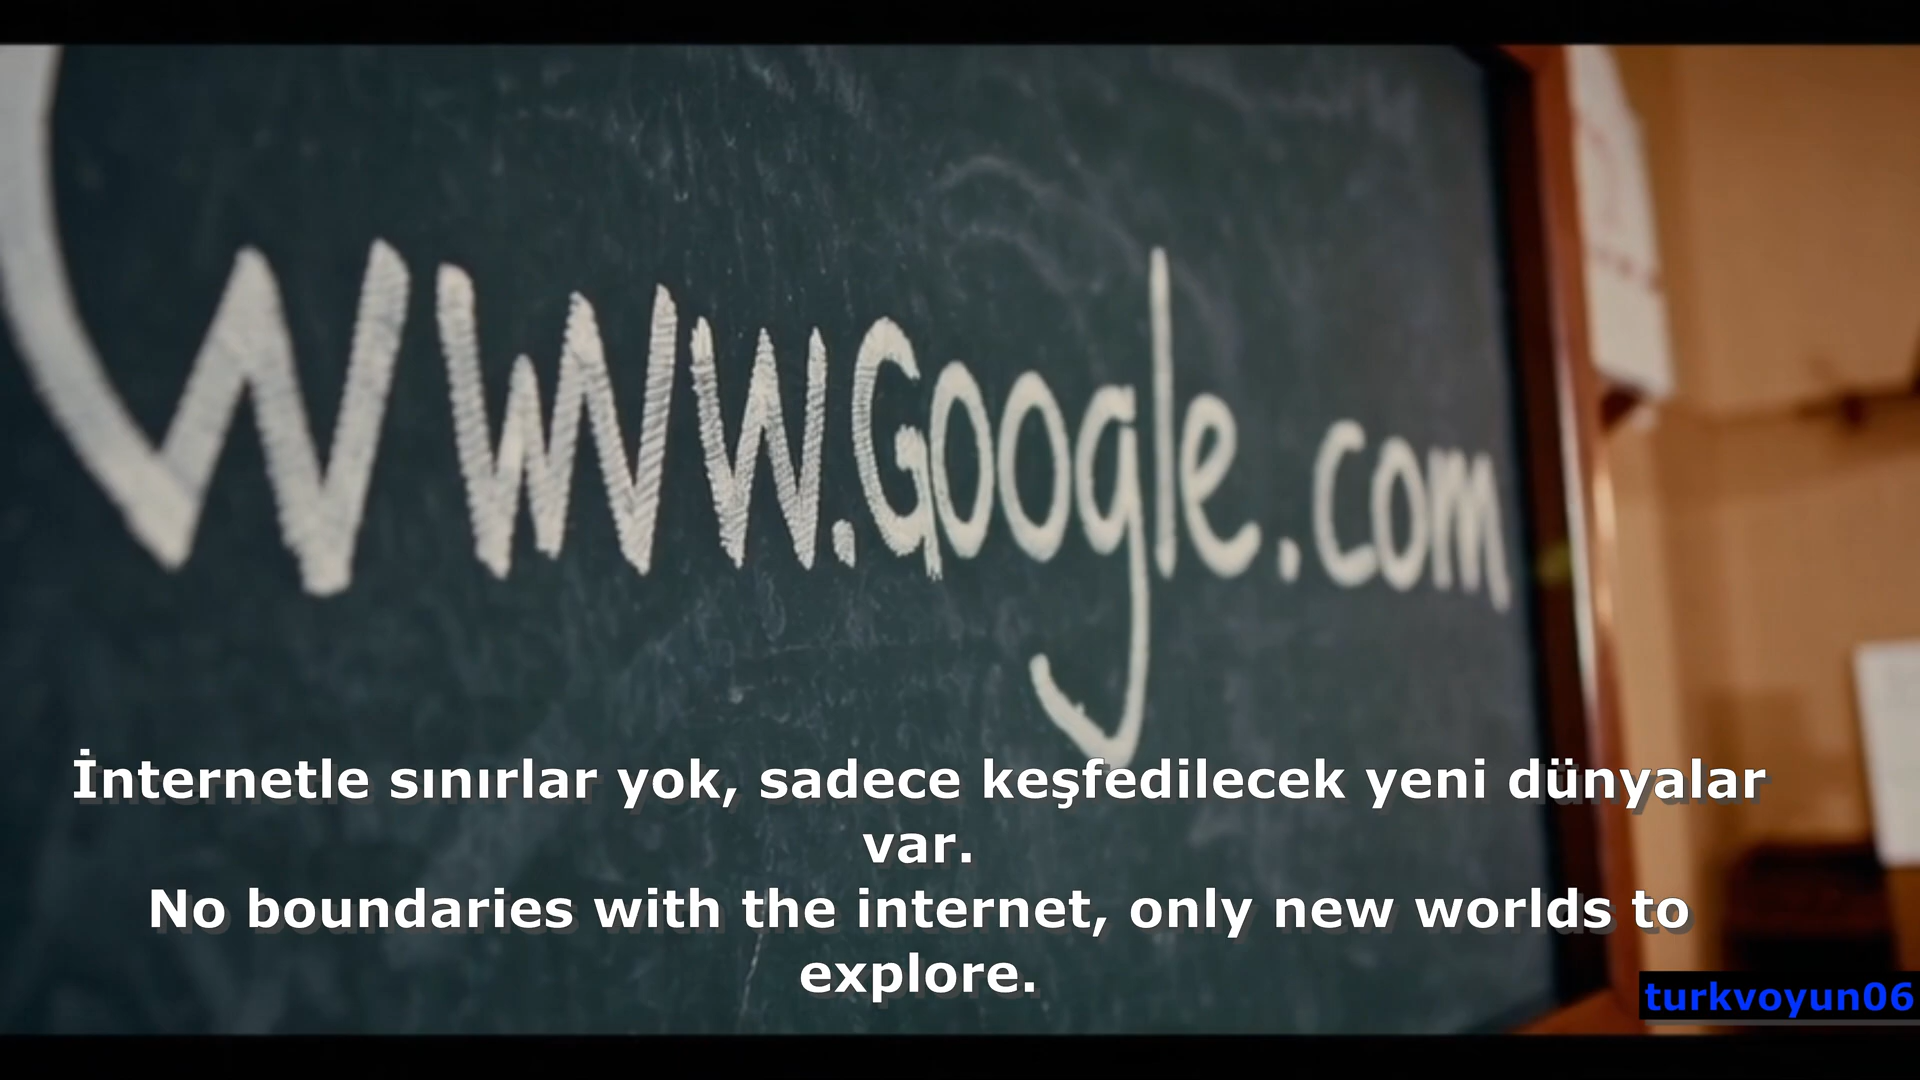 www.Google.com
İnternetle sınırlar yok, sadece keşfedilecek yeni dünyalar
var.
No boundaries with the internet, only new worlds to
explore.
turkvoyun06